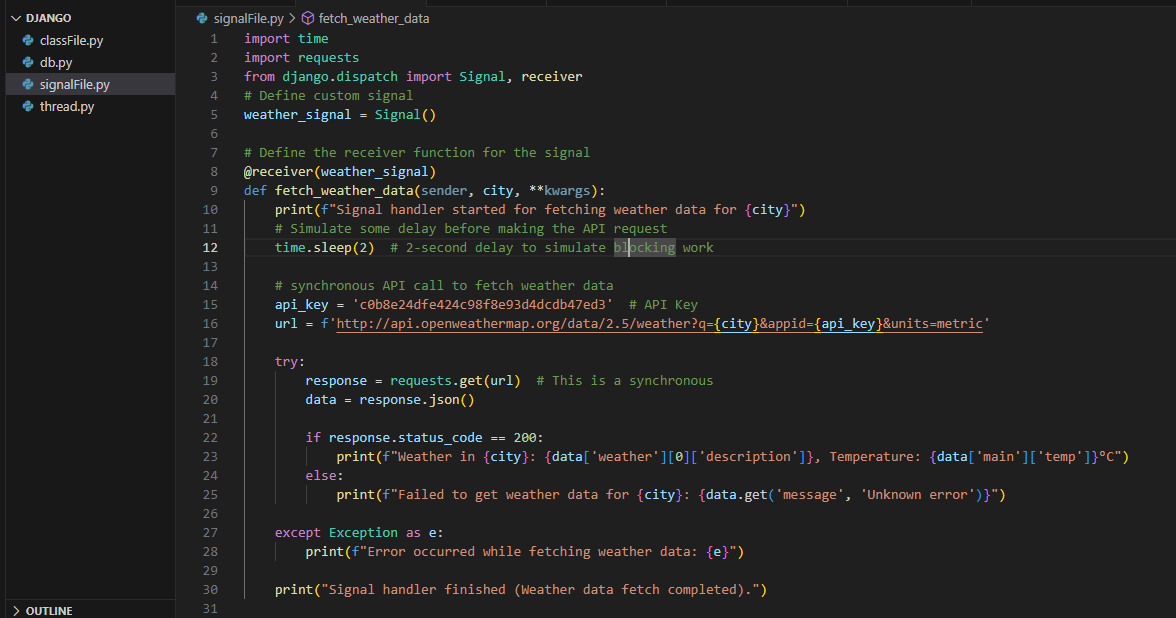 DJANGO
classFile.py
db.py
signalFile.py
thread.py
OUTLINE
signalFile.py > fetch_weather_data
1 import time
2 import requests
3 from django.dispatch import Signal, receiver
4 # Define custom signal
5 weather_signal = Signal()
6
7 # Define the receiver function for the signal
8 @receiver(weather_signal)
9 def fetch_weather_data(sender, city, **kwargs):
10     print(f"Signal handler started for fetching weather data for {city}")
11     # Simulate some delay before making the API request
12     time.sleep(2)  # 2-second delay to simulate blocking work
13
14     # synchronous API call to fetch weather data
15     api_key = 'c0b8e24dfe424c98f8e93d4dcdb47ed3'  # API Key
16     url = f'http://api.openweathermap.org/data/2.5/weather?q={city}&appid={api_key}&units=metric'
17
18     try:
19         response = requests.get(url)  # This is a synchronous
20         data = response.json()
21
22         if response.status_code == 200:
23             print(f"Weather in {city}: {data['weather'][0]['description']}, Temperature: {data['main']['temp']}°C")
24         else:
25             print(f"Failed to get weather data for {city}: {data.get('message', 'Unknown error')}")
26
27     except Exception as e:
28         print(f"Error occurred while fetching weather data: {e}")
29
30     print("Signal handler finished (Weather data fetch completed).")
31